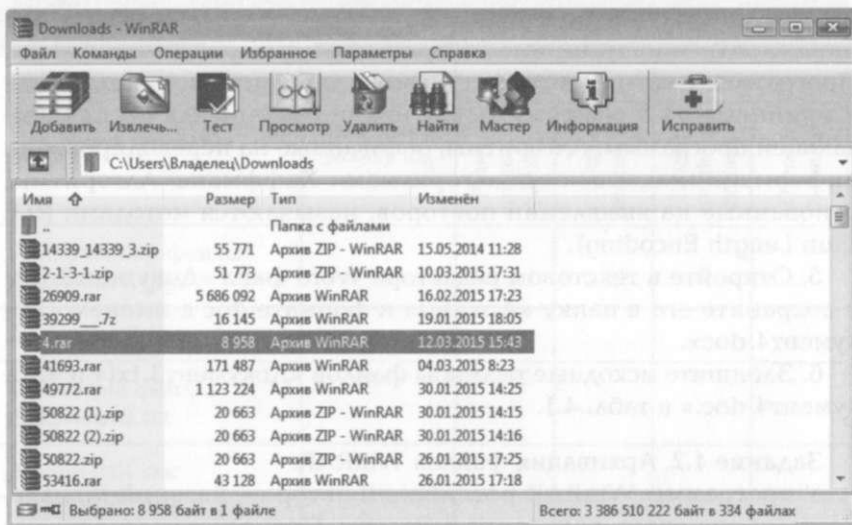 Downloads - WinRAR
Файл Команды Операции Избранное Параметры Справка
Добавить Извлечь... Тест Просмотр Удалить Найти Мастер Информация Исправить
C:\Users\Владелец\Downloads
Имя Размер Тип Изменён
.. Папка с файлами
14339_14339_3.zip 55 771 Архив ZIP - WinRAR 15.05.2014 11:28
2-1-3-1.zip 51 773 Архив ZIP - WinRAR 10.03.2015 17:31
26909.rar 5 686 092 Архив WinRAR 16.02.2015 17:23
39299___.7z 16 145 Архив WinRAR 19.01.2015 18:05
4.rar 8 958 Архив WinRAR 12.03.2015 15:43
41693.rar 171 487 Архив WinRAR 04.03.2015 8:23
49772.rar 1 123 224 Архив WinRAR 30.01.2015 14:25
50822 (1).zip 20 663 Архив ZIP - WinRAR 30.01.2015 14:15
50822 (2).zip 20 663 Архив ZIP - WinRAR 30.01.2015 14:16
50822.zip 20 663 Архив ZIP - WinRAR 26.01.2015 17:25
53416.rar 43 128 Архив WinRAR 26.01.2015 17:18
Выбрано: 8 958 байт в 1 файле Всего: 3 386 510 222 байт в 334 файлах